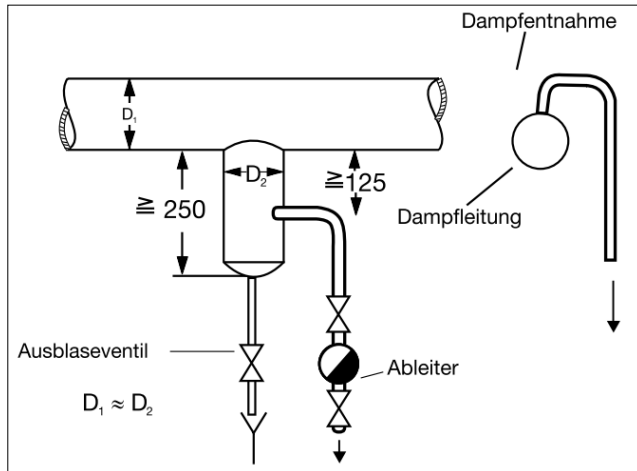 Dampfentnahme
D₁
D₂
≧ 250
≧ 125
Dampfleitung
Ausblaseventil
Ableiter
D₁ ≈ D₂